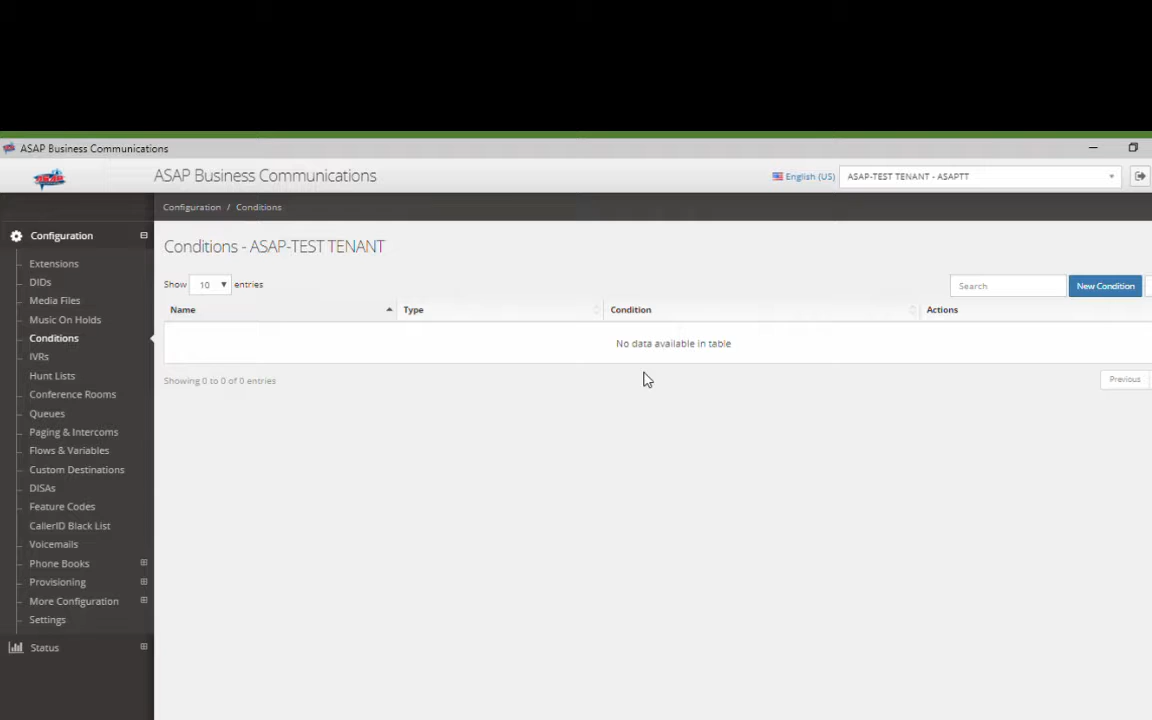 ASAP Business Communications
ASAP Business Communications
English (US)
ASAP-TEST TENANT - ASAPTT
Configuration / Conditions
Configuration
Extensions
DIDs
Media Files
Music On Holds
Conditions
IVRs
Hunt Lists
Conference Rooms
Queues
Paging & Intercoms
Flows & Variables
Custom Destinations
DISAs
Feature Codes
CallerID Black List
Voicemails
Phone Books
Provisioning
More Configuration
Settings
Status
Conditions - ASAP-TEST TENANT
Show 10 entries
Search
New Condition
Name Type Condition Actions
No data available in table
Showing 0 to 0 of 0 entries
Previous